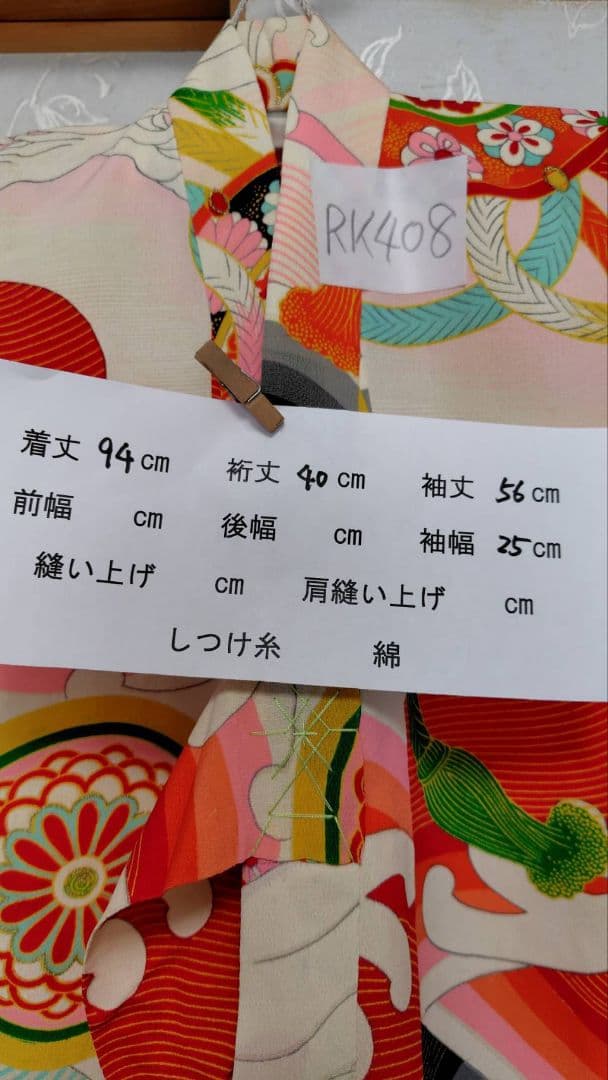 RK408
着丈 94cm 裄丈 40cm 袖丈 56cm
前幅 cm 後幅 cm 袖幅 25cm
縫い上げ cm 肩縫い上げ cm
しつけ糸 綿